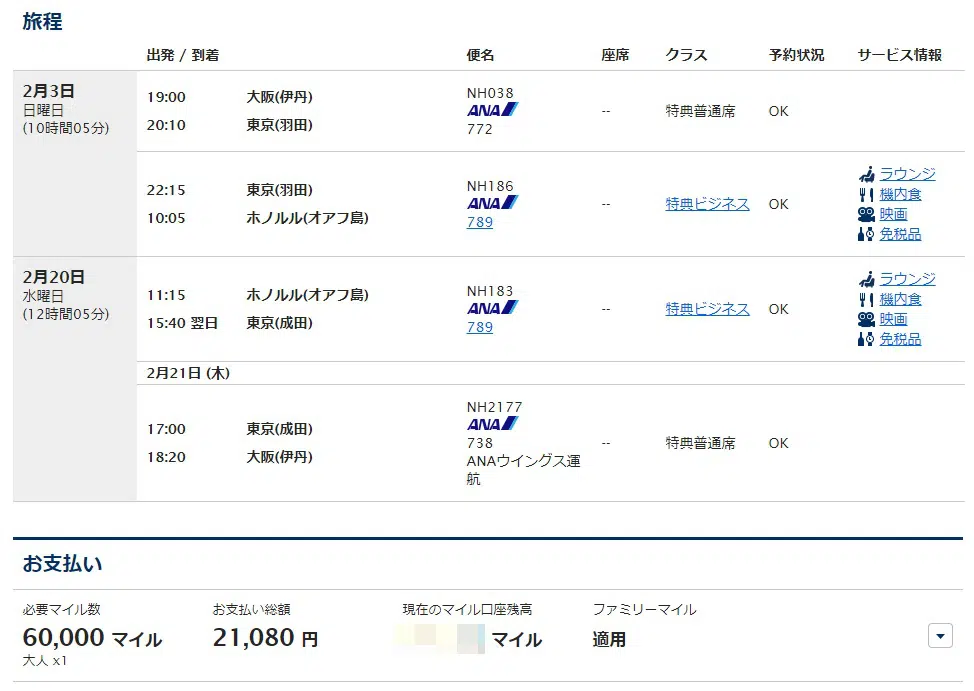 旅程
出発 / 到着 便名 座席 クラス 予約状況 サービス情報
2月3日
日曜日
(10時間05分)
19:00 大阪(伊丹)
20:10 東京(羽田)
NH038
ANA
772
-- 特典普通席 OK
22:15 東京(羽田)
10:05 ホノルル(オアフ島)
NH186
ANA
789
-- 特典ビジネス OK
ラウンジ
機内食
映画
免税品
2月20日
水曜日
(12時間05分)
11:15 ホノルル(オアフ島)
15:40 翌日 東京(成田)
NH183
ANA
789
-- 特典ビジネス OK
ラウンジ
機内食
映画
免税品
2月21日 (木)
17:00 東京(成田)
18:20 大阪(伊丹)
NH2177
ANA
738
ANAウイングス運
航
-- 特典普通席 OK
お支払い
必要マイル数 お支払い総額 現在のマイル口座残高 ファミリーマイル
60,000 マイル 21,080 円 マイル 適用
大人 x1